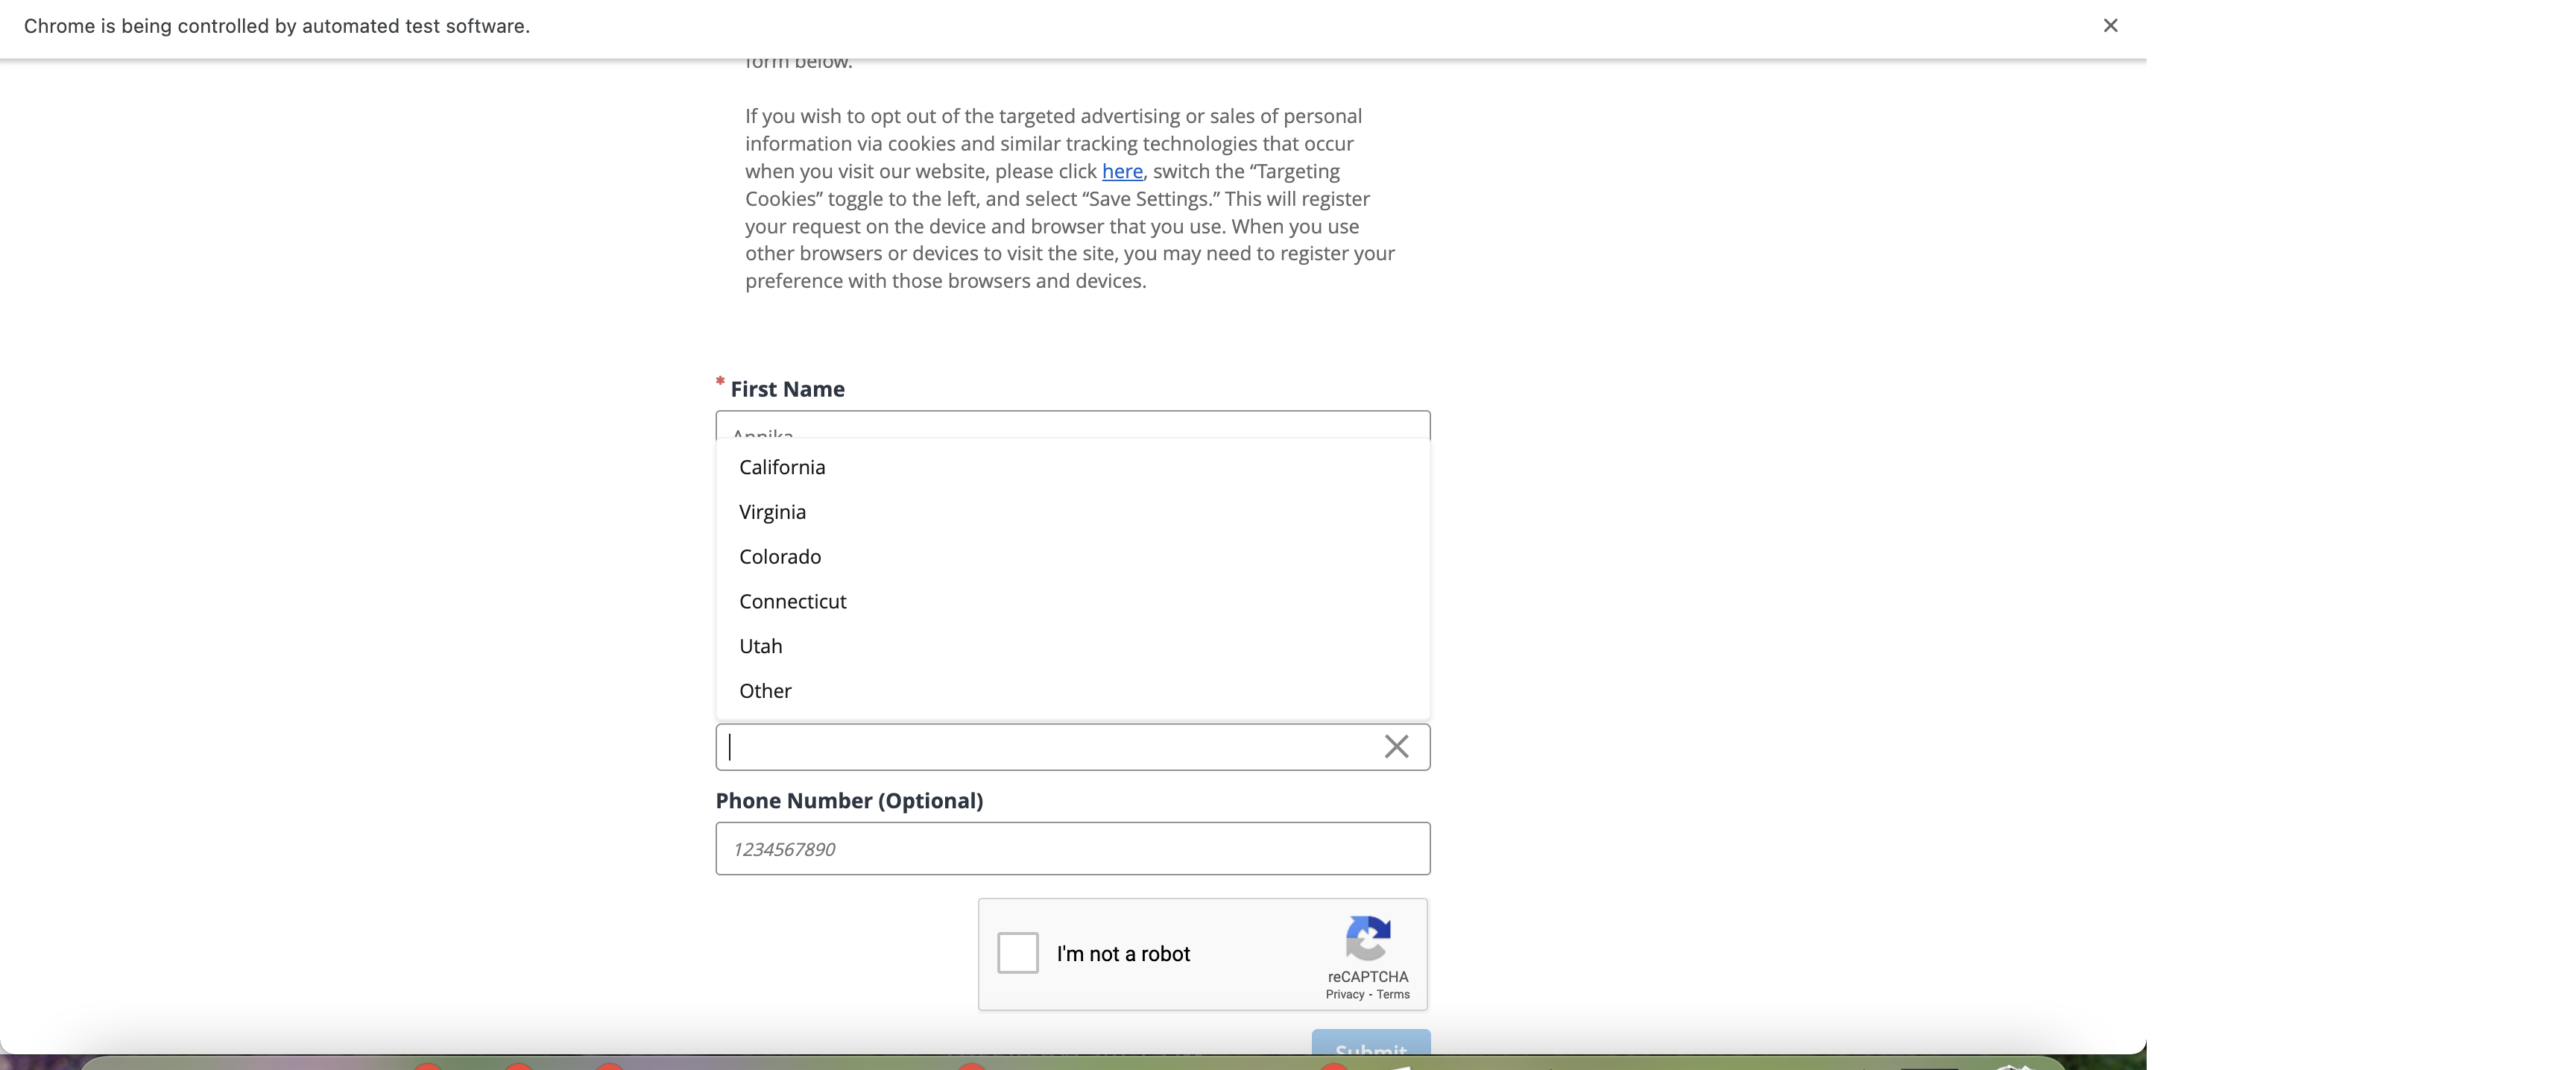 Chrome is being controlled by automated test software.
form below.
If you wish to opt out of the targeted advertising or sales of personal
information via cookies and similar tracking technologies that occur
when you visit our website, please click here, switch the “Targeting
Cookies” toggle to the left, and select “Save Settings.” This will register
your request on the device and browser that you use. When you use
other browsers or devices to visit the site, you may need to register your
preference with those browsers and devices.
* First Name
Annika
California
Virginia
Colorado
Connecticut
Utah
Other
Phone Number (Optional)
1234567890
I'm not a robot
reCAPTCHA
Privacy - Terms
Submit